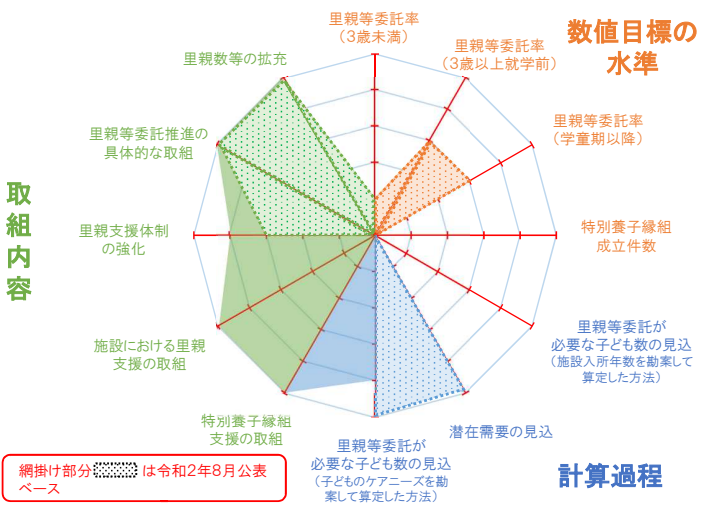 里親等委託率
（3歳未満）
里親等委託率
（3歳以上就学前）
数値目標の
水準
里親等委託率
（学童期以降）
特別養子縁組
成立件数
里親等委託が
必要な子ども数の見込
（施設入所年数を勘案して
算定した方法）
潜在需要の見込
計算過程
里親等委託が
必要な子ども数の見込
（子どものケアニーズを勘
案して算定した方法）
特別養子縁組
支援の取組
施設における里親
支援の取組
里親支援体制
の強化
里親等委託推進の
具体的な取組
里親数等の拡充
取
組
内
容
網掛け部分 は令和2年8月公表
ベース